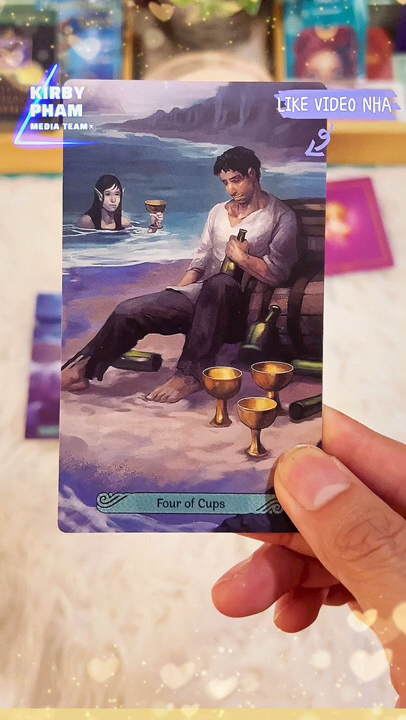 KIRBY
PHAM
MEDIA TEAM
LIKE VIDEO NHA
Four of Cups